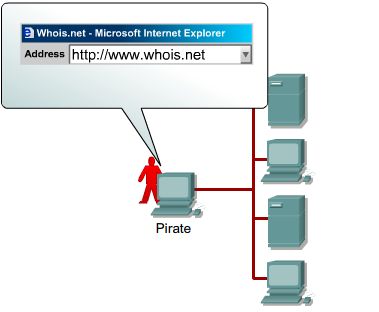 Whois.net - Microsoft Internet Explorer
Address http://www.whois.net
Pirate